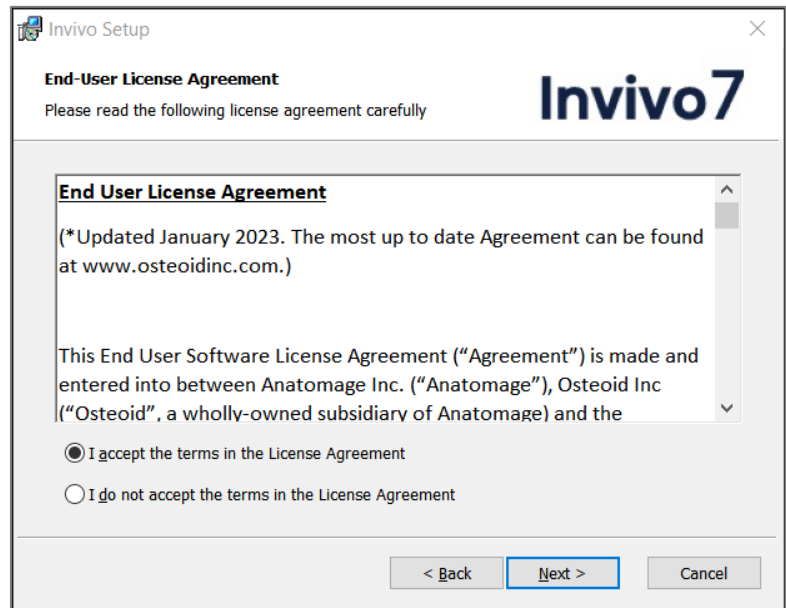 Invivo Setup
End-User License Agreement
Please read the following license agreement carefully
Invivo7
End User License Agreement
(*Updated January 2023. The most up to date Agreement can be found
at www.osteoidinc.com.)
This End User Software License Agreement (“Agreement”) is made and
entered into between Anatomage Inc. (“Anatomage”), Osteoid Inc
(“Osteoid”, a wholly-owned subsidiary of Anatomage) and the
I accept the terms in the License Agreement
I do not accept the terms in the License Agreement
< Back Next > Cancel